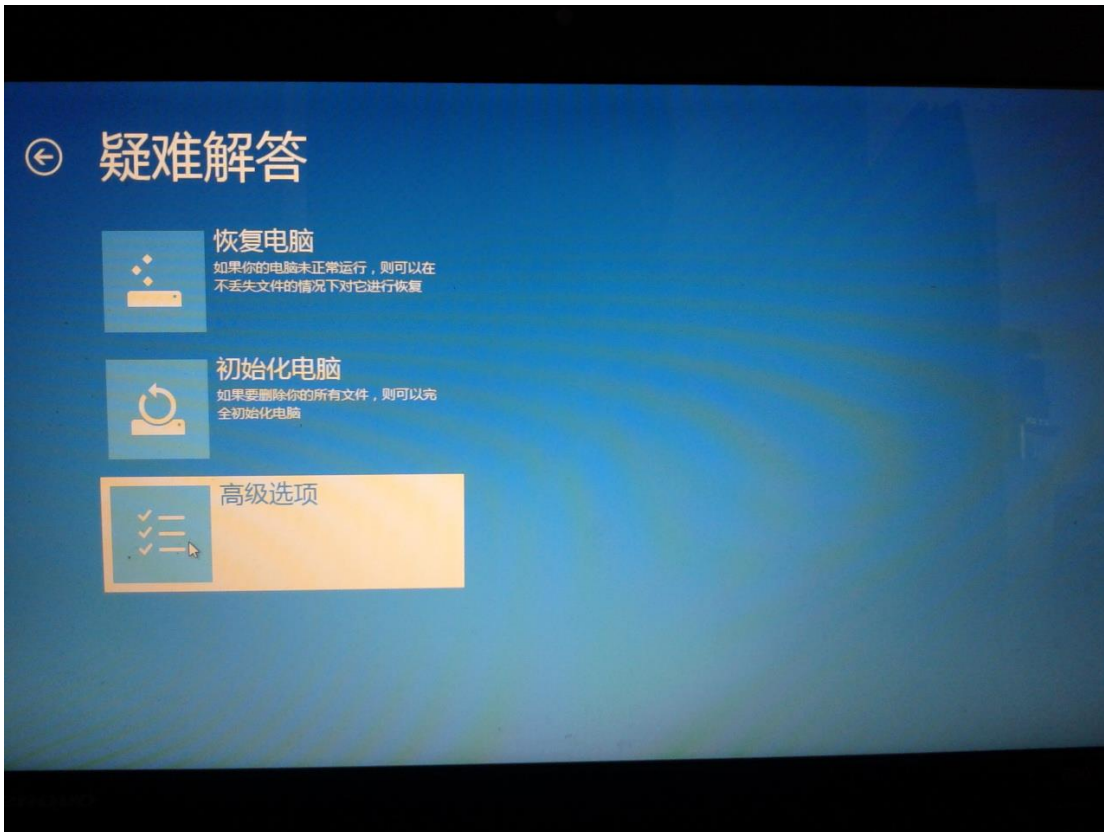 疑难解答
恢复电脑
如果你的电脑未正常运行，则可以在
不丢失文件的情况下对它进行恢复
初始化电脑
如果要删除你的所有文件，则可以完
全初始化电脑
高级选项